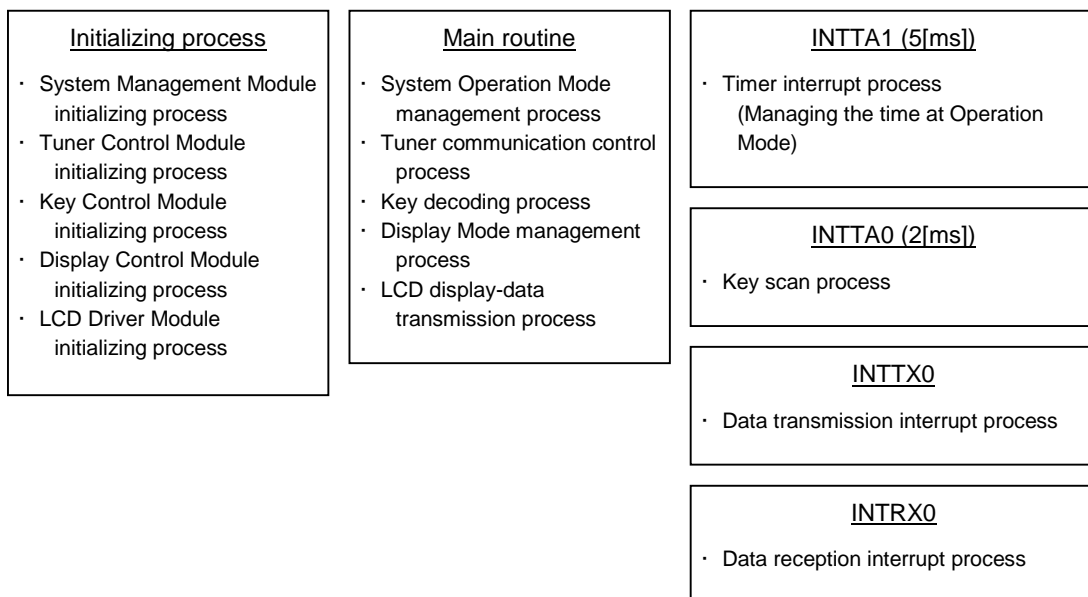 Initializing process
· System Management Module
initializing process
· Tuner Control Module
initializing process
· Key Control Module
initializing process
· Display Control Module
initializing process
· LCD Driver Module
initializing process
Main routine
· System Operation Mode
management process
· Tuner communication control
process
· Key decoding process
· Display Mode management
process
· LCD display-data
transmission process
INTTA1 (5[ms])
· Timer interrupt process
(Managing the time at Operation
Mode)
INTTA0 (2[ms])
· Key scan process
INTTX0
· Data transmission interrupt process
INTRX0
· Data reception interrupt process